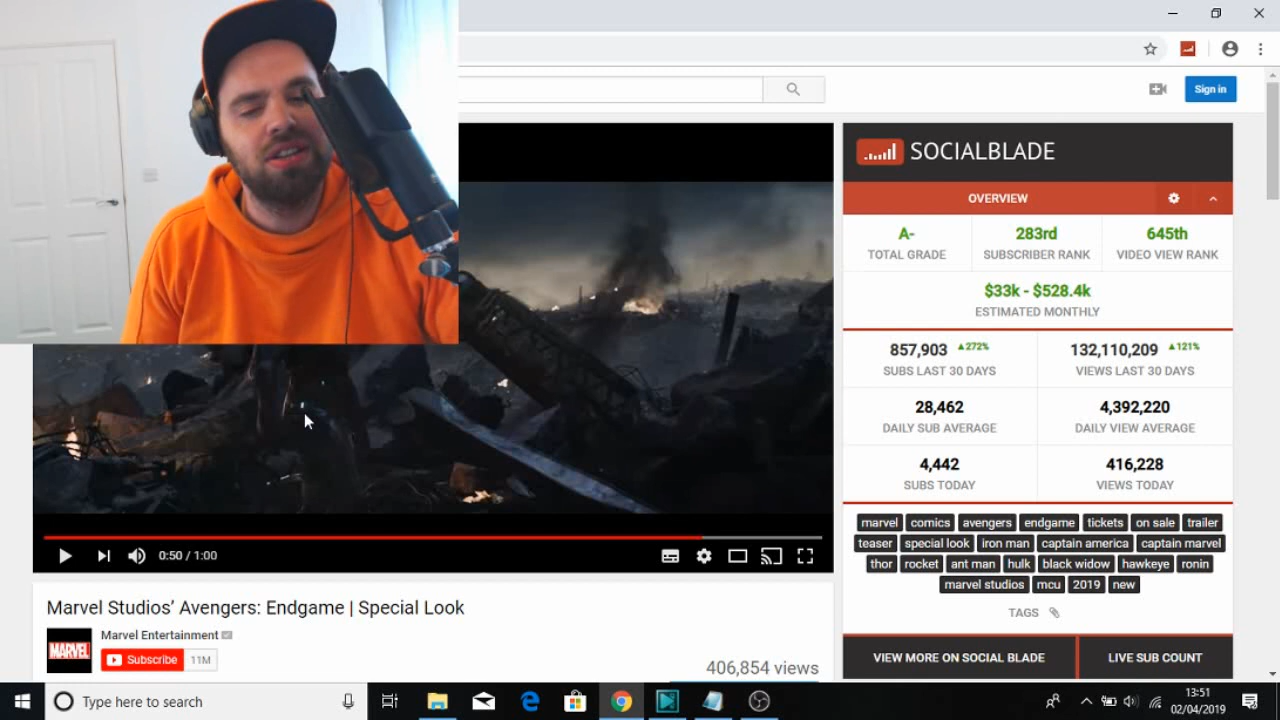 Sign in
SOCIALBLADE
OVERVIEW
A- 283rd 645th
TOTAL GRADE SUBSCRIBER RANK VIDEO VIEW RANK
$33k - $528.4k
ESTIMATED MONTHLY
857,903 ▲272% 132,110,209 ▲121%
SUBS LAST 30 DAYS VIEWS LAST 30 DAYS
28,462 4,392,220
DAILY SUB AVERAGE DAILY VIEW AVERAGE
4,442 416,228
SUBS TODAY VIEWS TODAY
marvel comics avengers endgame tickets on sale trailer
teaser special look iron man captain america captain marvel
thor rocket ant man hulk black widow hawkeye ronin
marvel studios mcu 2019 new
TAGS
VIEW MORE ON SOCIAL BLADE LIVE SUB COUNT
0:50 / 1:00
Marvel Studios’ Avengers: Endgame | Special Look
MARVEL
Marvel Entertainment
Subscribe 11M
406,854 views
Type here to search
13:51
02/04/2019